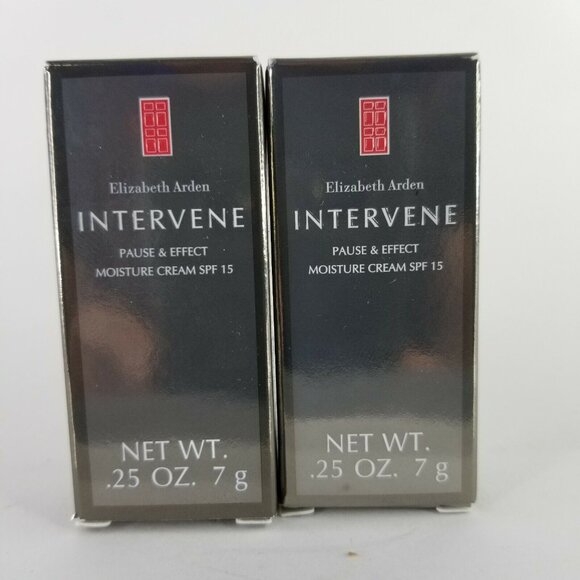 Elizabeth Arden
INTERVENE
PAUSE & EFFECT
MOISTURE CREAM SPF 15
NET WT.
.25 OZ. 7 g
Elizabeth Arden
INTERVENE
PAUSE & EFFECT
MOISTURE CREAM SPF 15
NET WT.
.25 OZ. 7 g